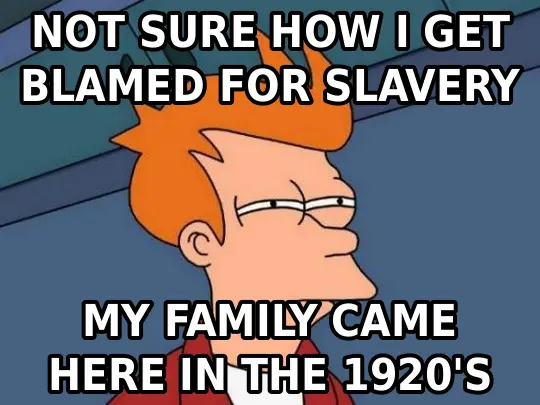 NOT SURE HOW I GET
BLAMED FOR SLAVERY
MY FAMILY CAME
HERE IN THE 1920'S